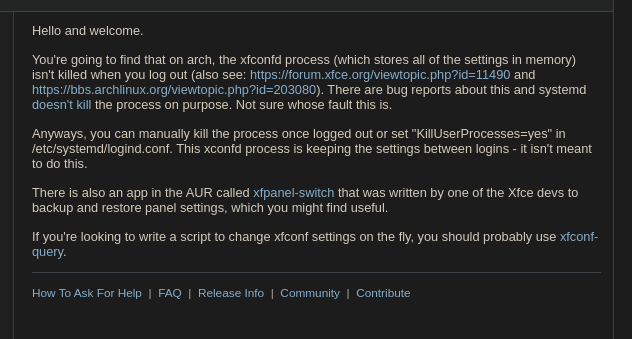 Hello and welcome.
You're going to find that on arch, the xfconfd process (which stores all of the settings in memory)
isn't killed when you log out (also see: https://forum.xfce.org/viewtopic.php?id=11490 and
https://bbs.archlinux.org/viewtopic.php?id=203080). There are bug reports about this and systemd
doesn't kill the process on purpose. Not sure whose fault this is.
Anyways, you can manually kill the process once logged out or set "KillUserProcesses=yes" in
/etc/systemd/logind.conf. This xconfd process is keeping the settings between logins - it isn't meant
to do this.
There is also an app in the AUR called xfpanel-switch that was written by one of the Xfce devs to
backup and restore panel settings, which you might find useful.
If you're looking to write a script to change xfconf settings on the fly, you should probably use xfconf-
query.
How To Ask For Help | FAQ | Release Info | Community | Contribute